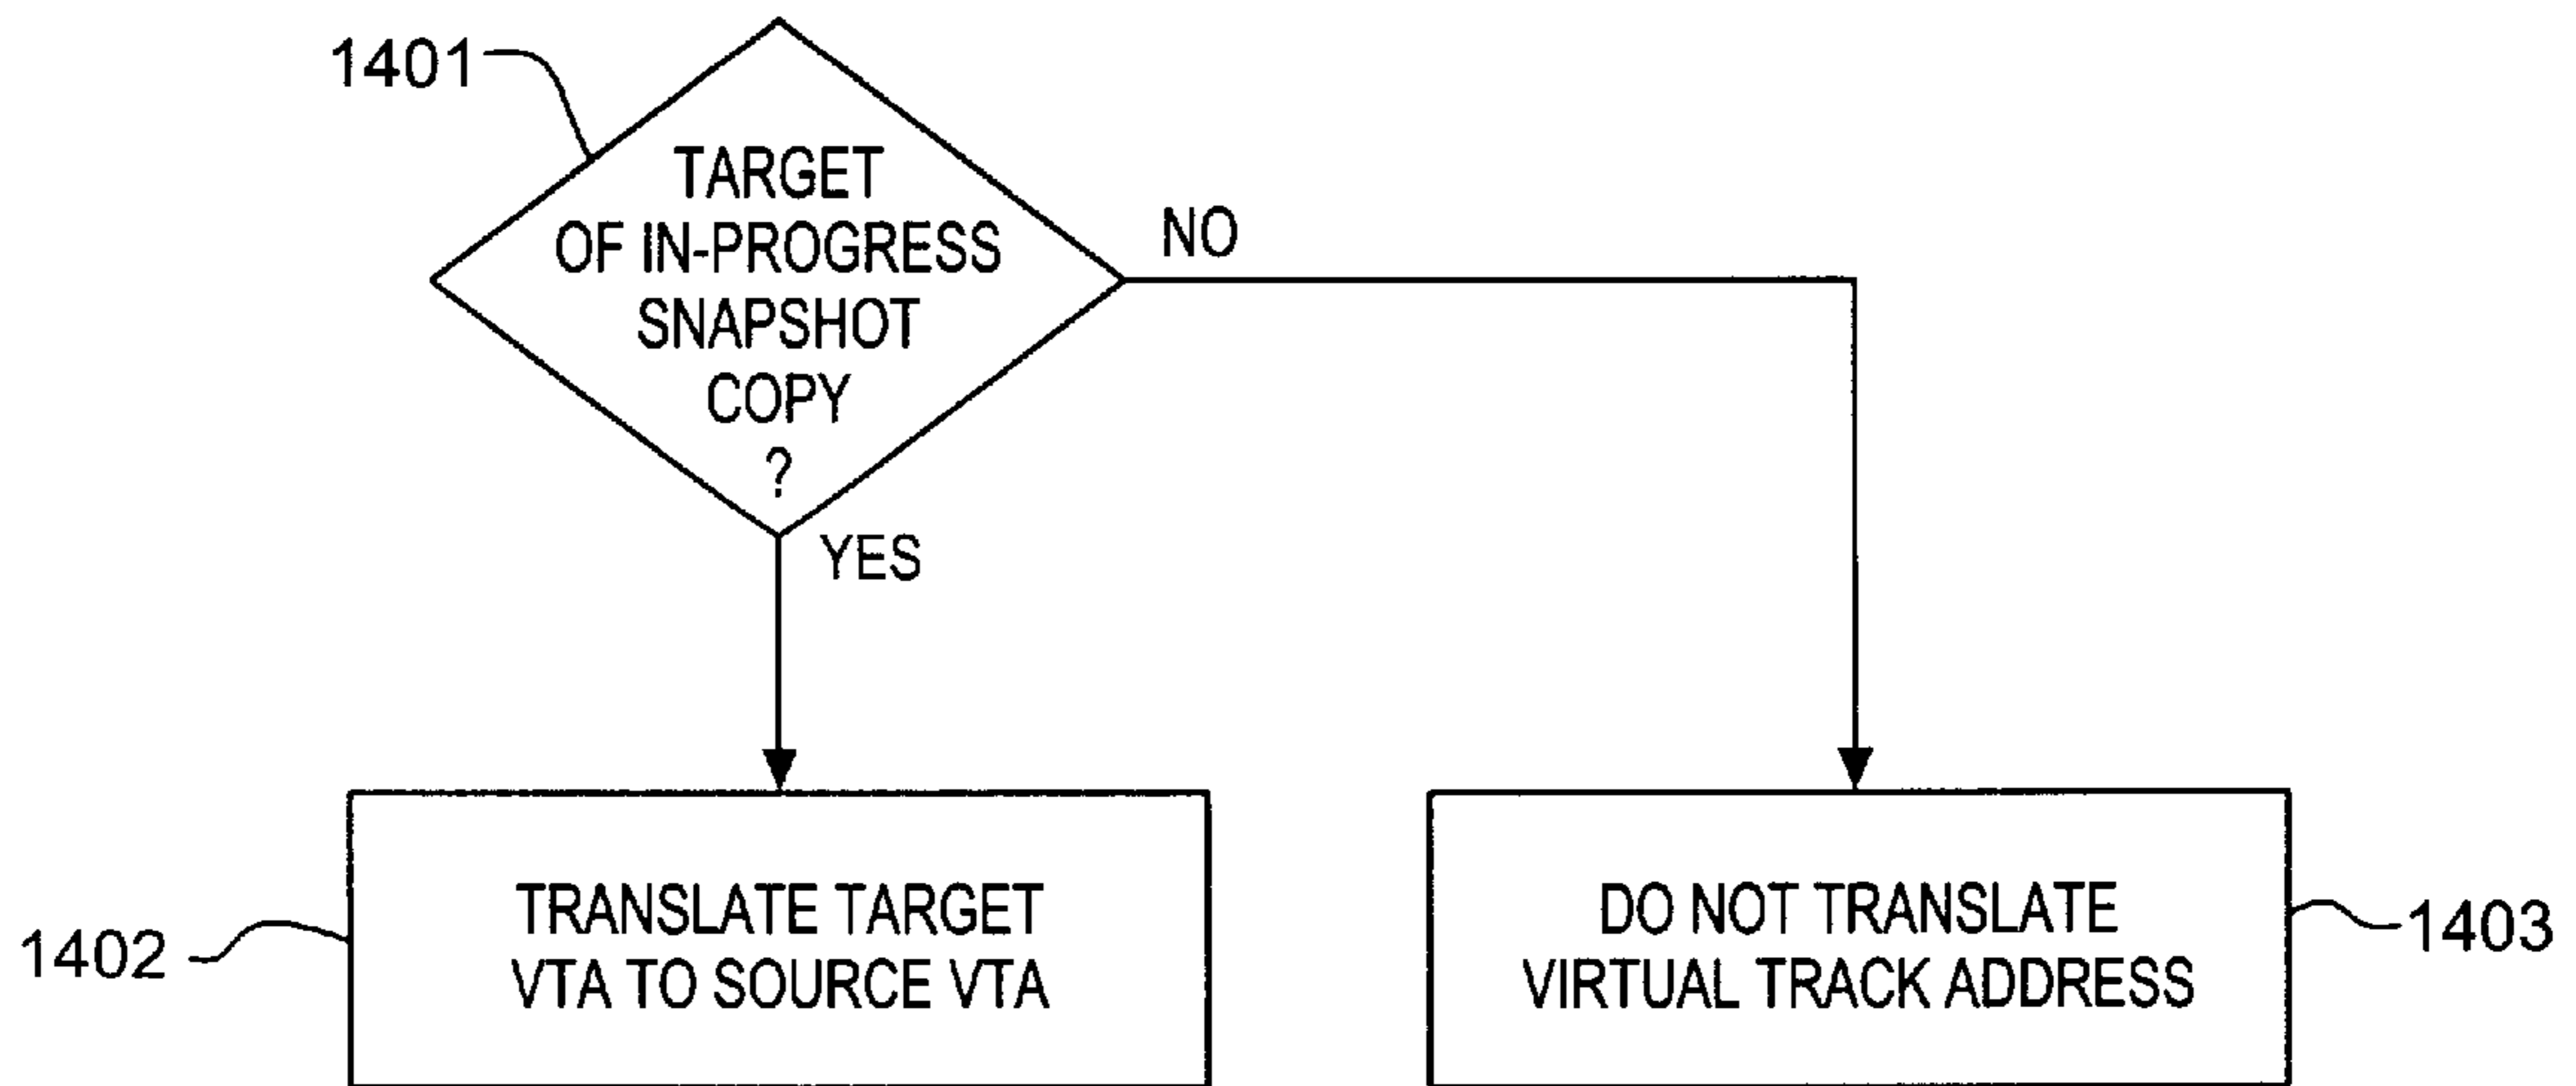 1401
TARGET
OF IN-PROGRESS
SNAPSHOT
COPY
?
NO
YES
1402
TRANSLATE TARGET
VTA TO SOURCE VTA
DO NOT TRANSLATE
VIRTUAL TRACK ADDRESS
1403